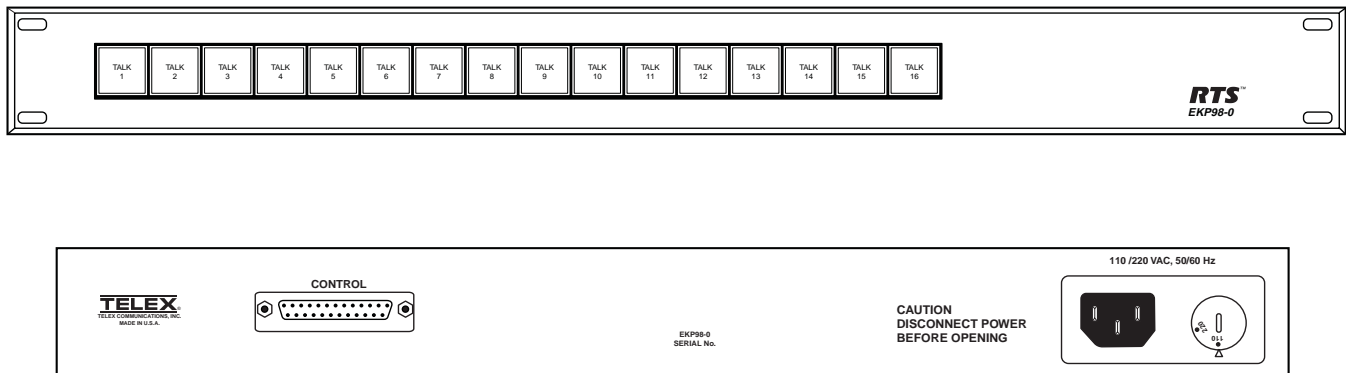 TALK 1
TALK 2
TALK 3
TALK 4
TALK 5
TALK 6
TALK 7
TALK 8
TALK 9
TALK 10
TALK 11
TALK 12
TALK 13
TALK 14
TALK 15
TALK 16
RTS™
EKP98-0
TELEX®
TELEX COMMUNICATIONS, INC.
MADE IN U.S.A.
CONTROL
EKP98-0
SERIAL No.
CAUTION
DISCONNECT POWER
BEFORE OPENING
110 /220 VAC, 50/60 Hz
220
110